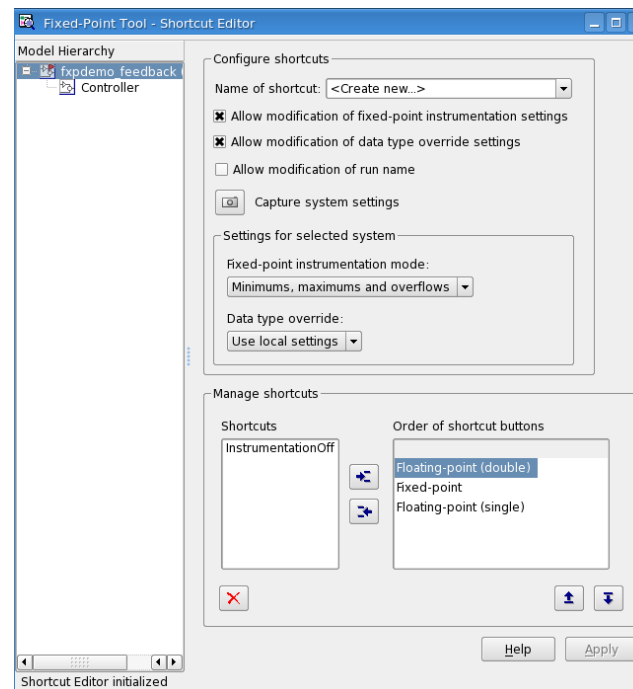 Fixed-Point Tool - Shortcut Editor
Model Hierarchy
fxpdemo_feedback (
Controller
Configure shortcuts
Name of shortcut: <Create new...>
Allow modification of fixed-point instrumentation settings
Allow modification of data type override settings
Allow modification of run name
Capture system settings
Settings for selected system
Fixed-point instrumentation mode:
Minimums, maximums and overflows
Data type override:
Use local settings
Manage shortcuts
Shortcuts
InstrumentationOff
Order of shortcut buttons
Floating-point (double)
Fixed-point
Floating-point (single)
Help
Apply
Shortcut Editor initialized